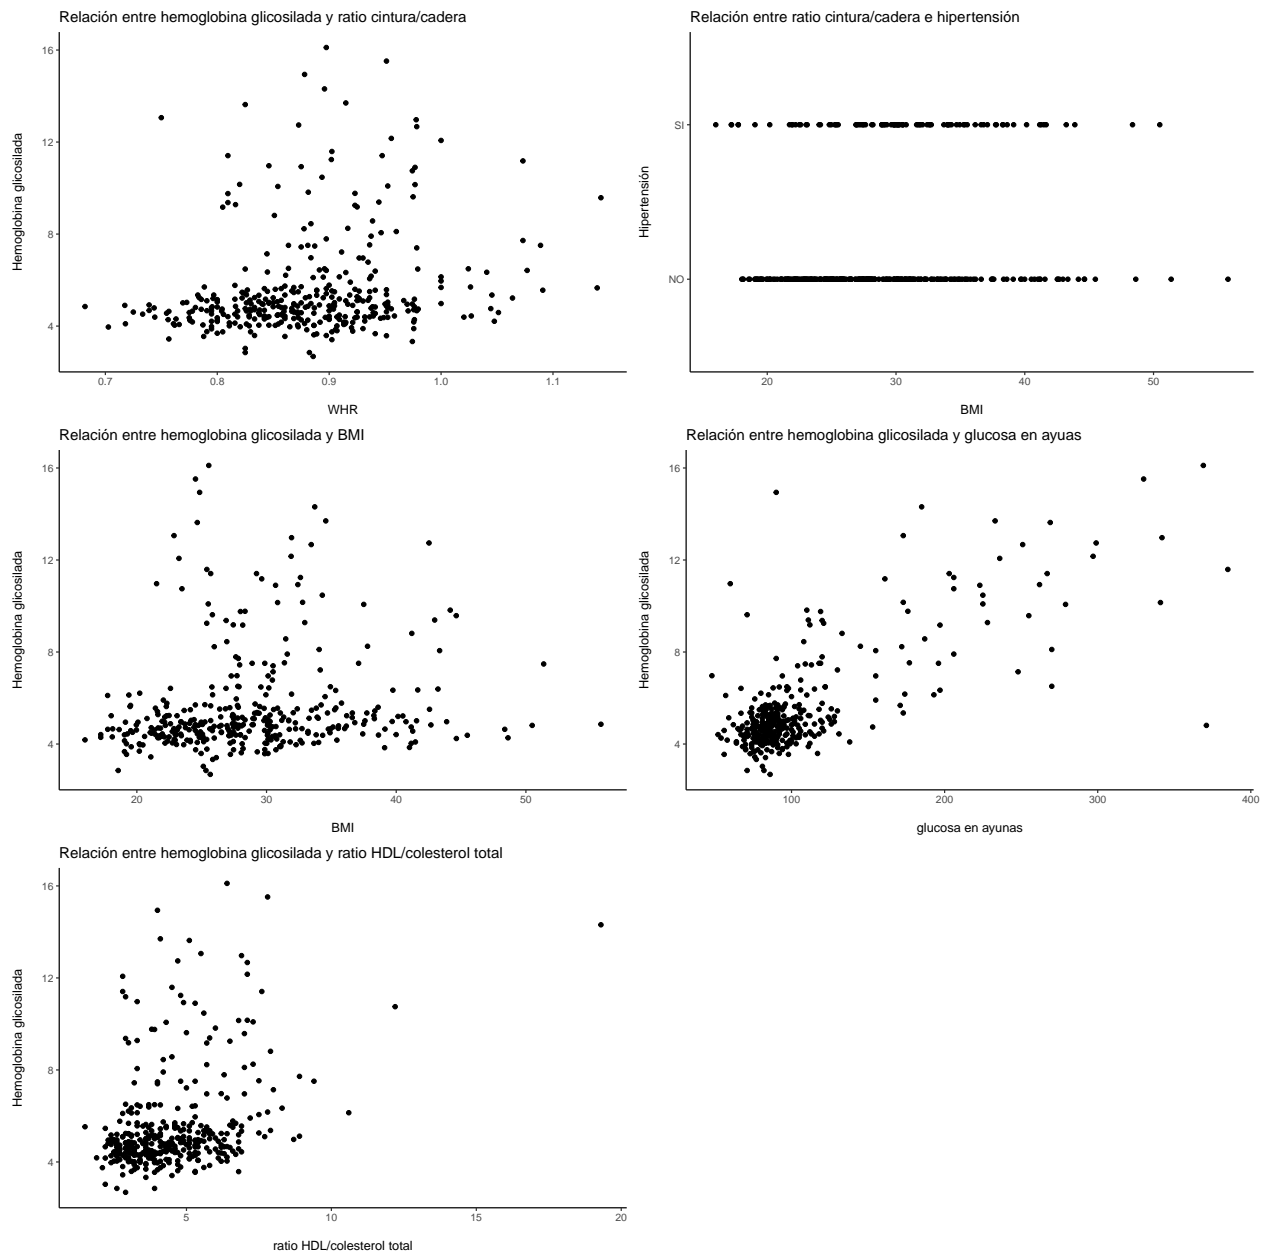 Relación entre hemoglobina glicosilada y ratio cintura/cadera
Hemoglobina glicosilada
16
12
8
4
0.7 0.8 0.9 1.0 1.1
WHR
Relación entre ratio cintura/cadera e hipertensión
Hipertensión
SI
NO
20 30 40 50
BMI
Relación entre hemoglobina glicosilada y BMI
Hemoglobina glicosilada
16
12
8
4
20 30 40 50
BMI
Relación entre hemoglobina glicosilada y glucosa en ayuas
Hemoglobina glicosilada
16
12
8
4
100 200 300 400
glucosa en ayunas
Relación entre hemoglobina glicosilada y ratio HDL/colesterol total
Hemoglobina glicosilada
16
12
8
4
5 10 15 20
ratio HDL/colesterol total